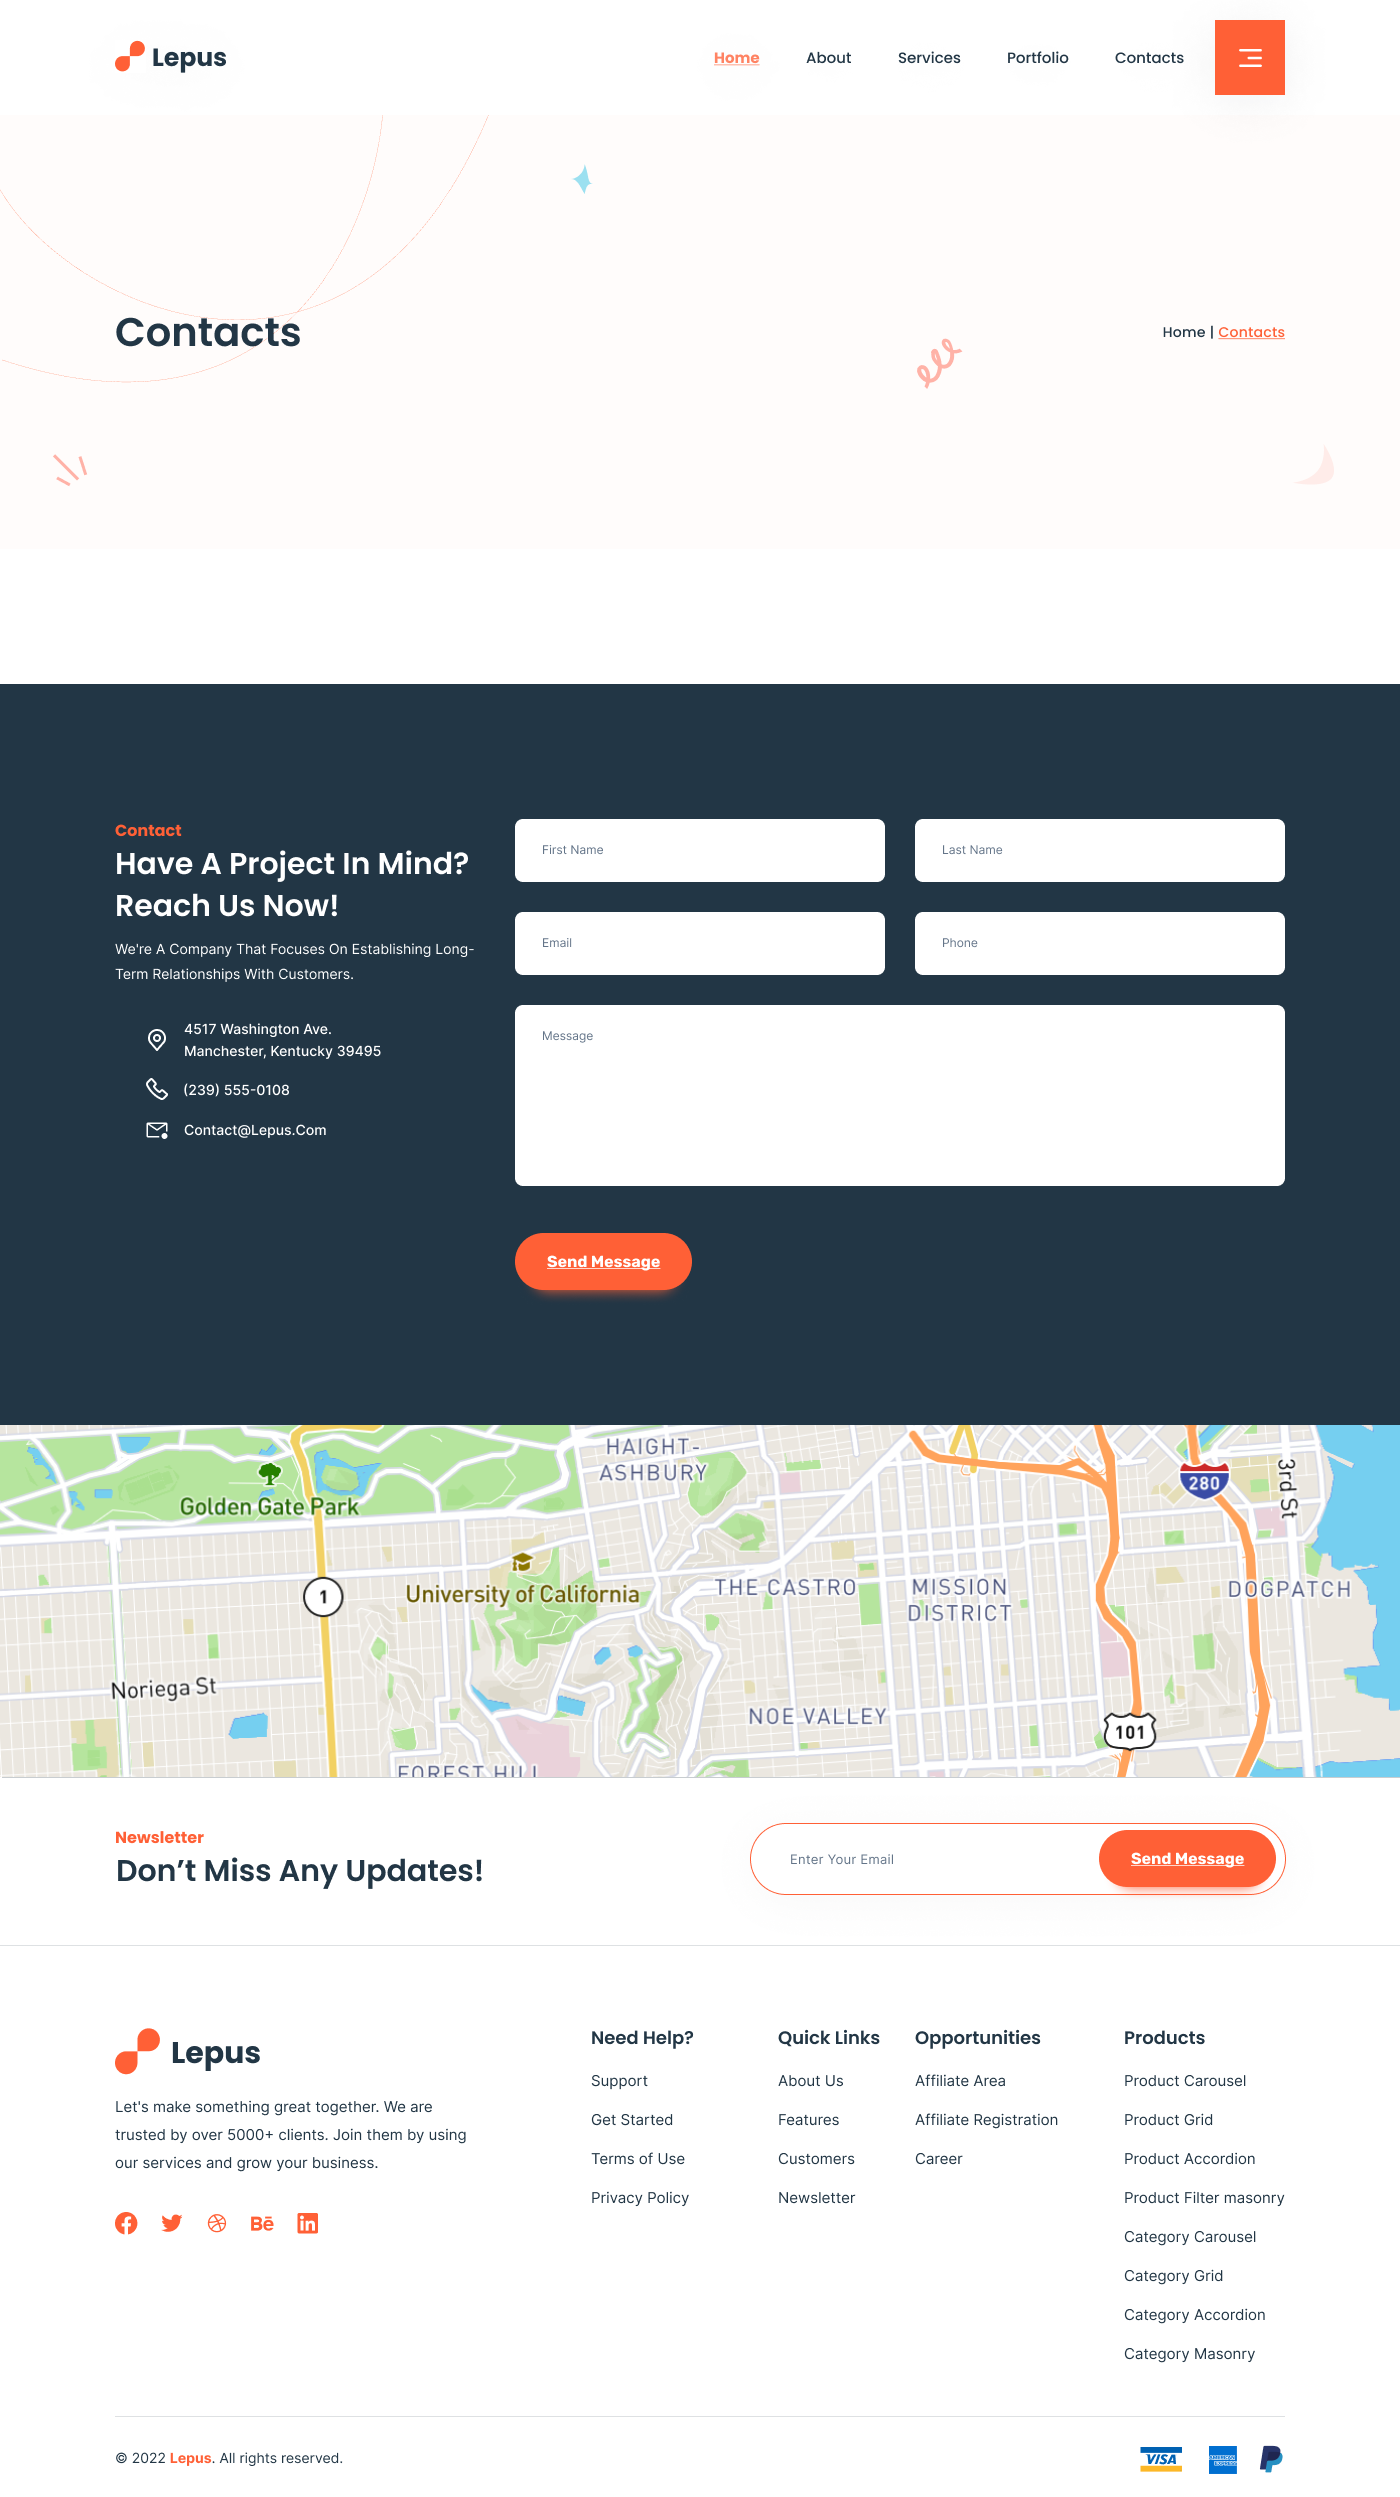 Lepus
Home About Services Portfolio Contacts
Contacts
Home | Contacts
Contact
Have A Project In Mind?
Reach Us Now!
We're A Company That Focuses On Establishing Long-
Term Relationships With Customers.
4517 Washington Ave.
Manchester, Kentucky 39495
(239) 555-0108
Contact@Lepus.Com
First Name
Last Name
Email
Phone
Message
Send Message
HAIGHT-
ASHBURY
Golden Gate Park
280
3rd St
1
University of California
THE CASTRO
MISSION
DISTRICT
DOGPATCH
Noriega St
NOE VALLEY
101
FOREST HILL
Newsletter
Don’t Miss Any Updates!
Enter Your Email
Send Message
Lepus
Let's make something great together. We are
trusted by over 5000+ clients. Join them by using
our services and grow your business.
Bē
in
Need Help?
Support
Get Started
Terms of Use
Privacy Policy
Quick Links
About Us
Features
Customers
Newsletter
Opportunities
Affiliate Area
Affiliate Registration
Career
Products
Product Carousel
Product Grid
Product Accordion
Product Filter masonry
Category Carousel
Category Grid
Category Accordion
Category Masonry
© 2022 Lepus. All rights reserved.
VISA
AMERICAN
EXPRESS